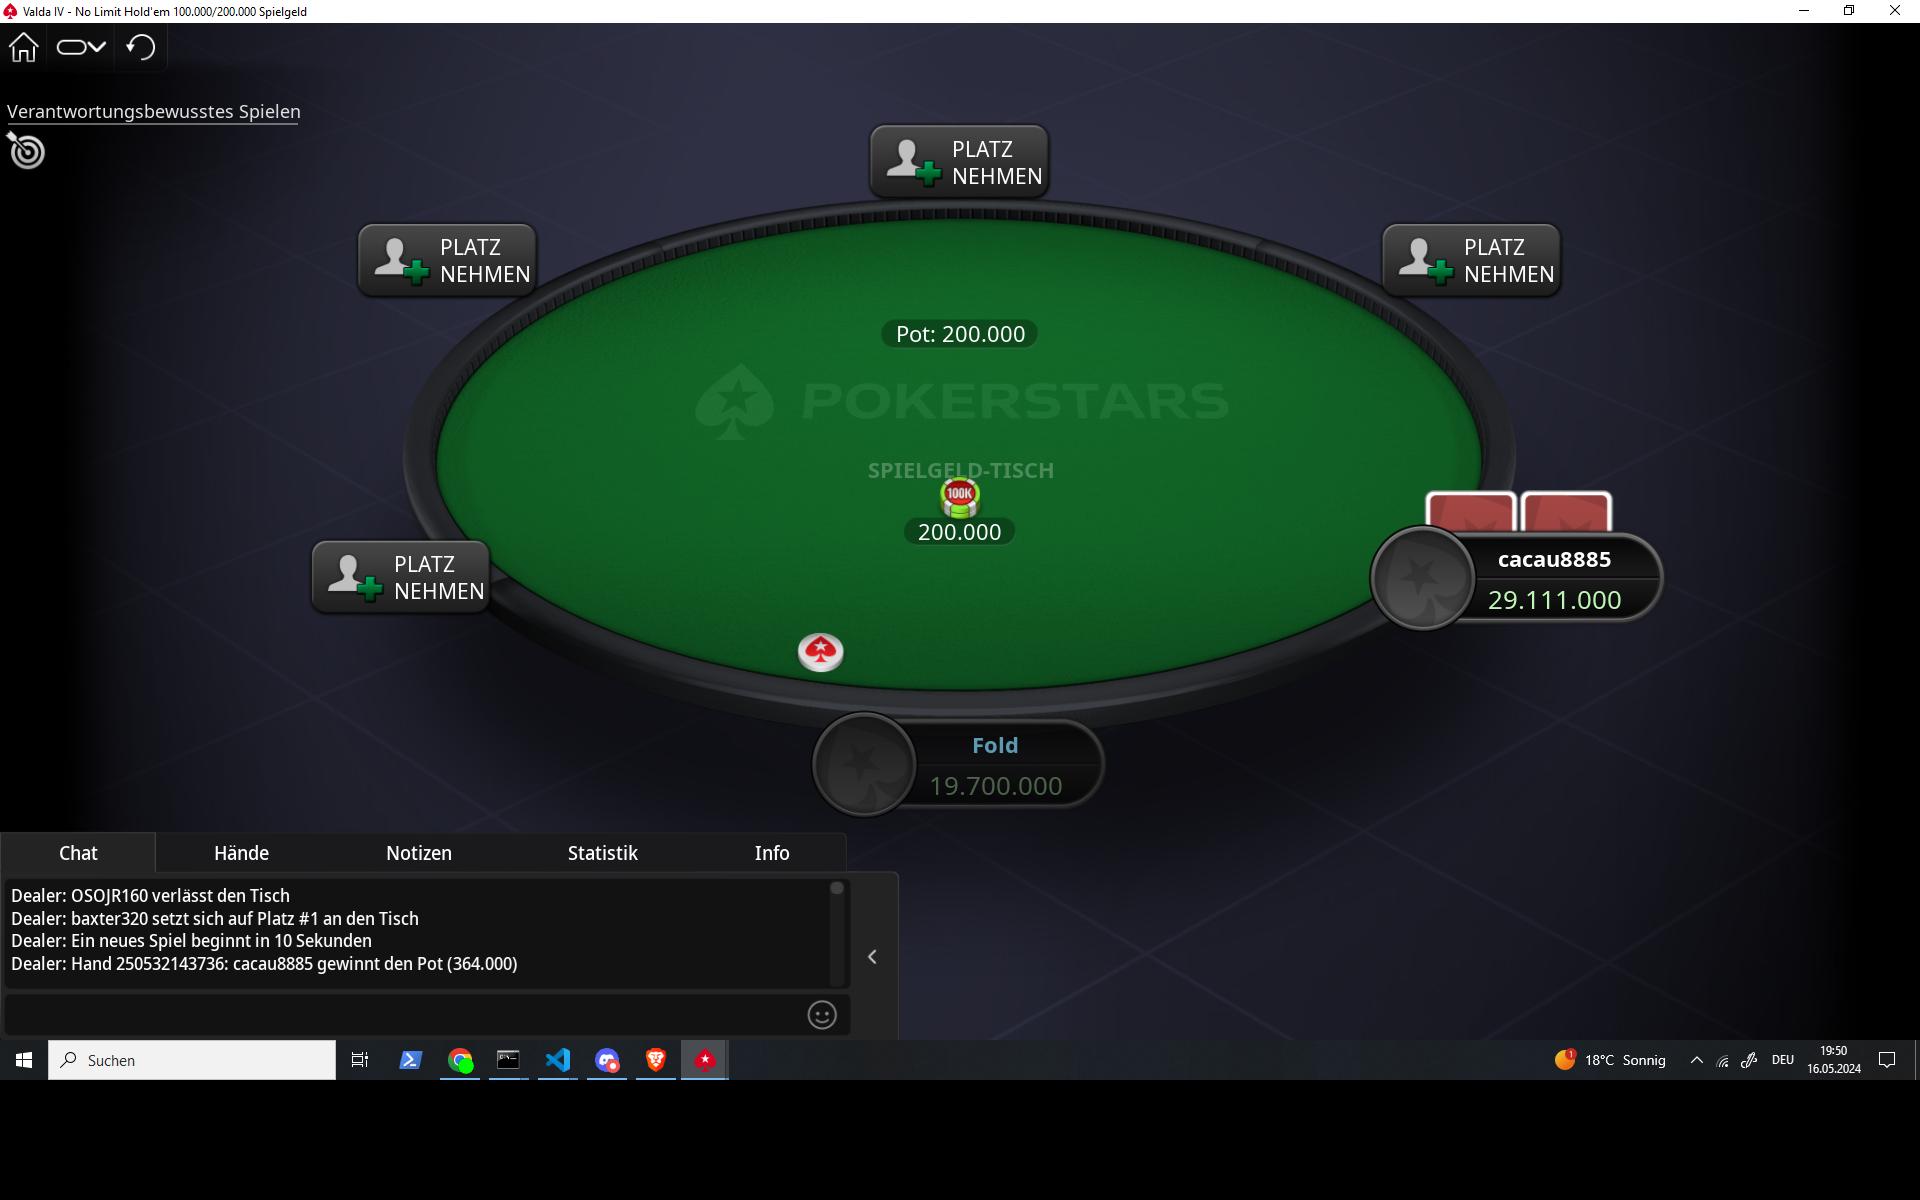 Valda IV - No Limit Hold'em 100.000/200.000 Spielgeld
Verantwortungsbewusstes Spielen
PLATZ
NEHMEN
PLATZ
NEHMEN
PLATZ
NEHMEN
Pot: 200.000
POKERSTARS
SPIELGELD-TISCH
100K
200.000
cacau8885
29.111.000
PLATZ
NEHMEN
Fold
19.700.000
Chat Hände Notizen Statistik Info
Dealer: OSOJR160 verlässt den Tisch
Dealer: baxter320 setzt sich auf Platz #1 an den Tisch
Dealer: Ein neues Spiel beginnt in 10 Sekunden
Dealer: Hand 250532143736: cacau8885 gewinnt den Pot (364.000)
Suchen
1
18°C Sonnig
DEU
19:50
16.05.2024